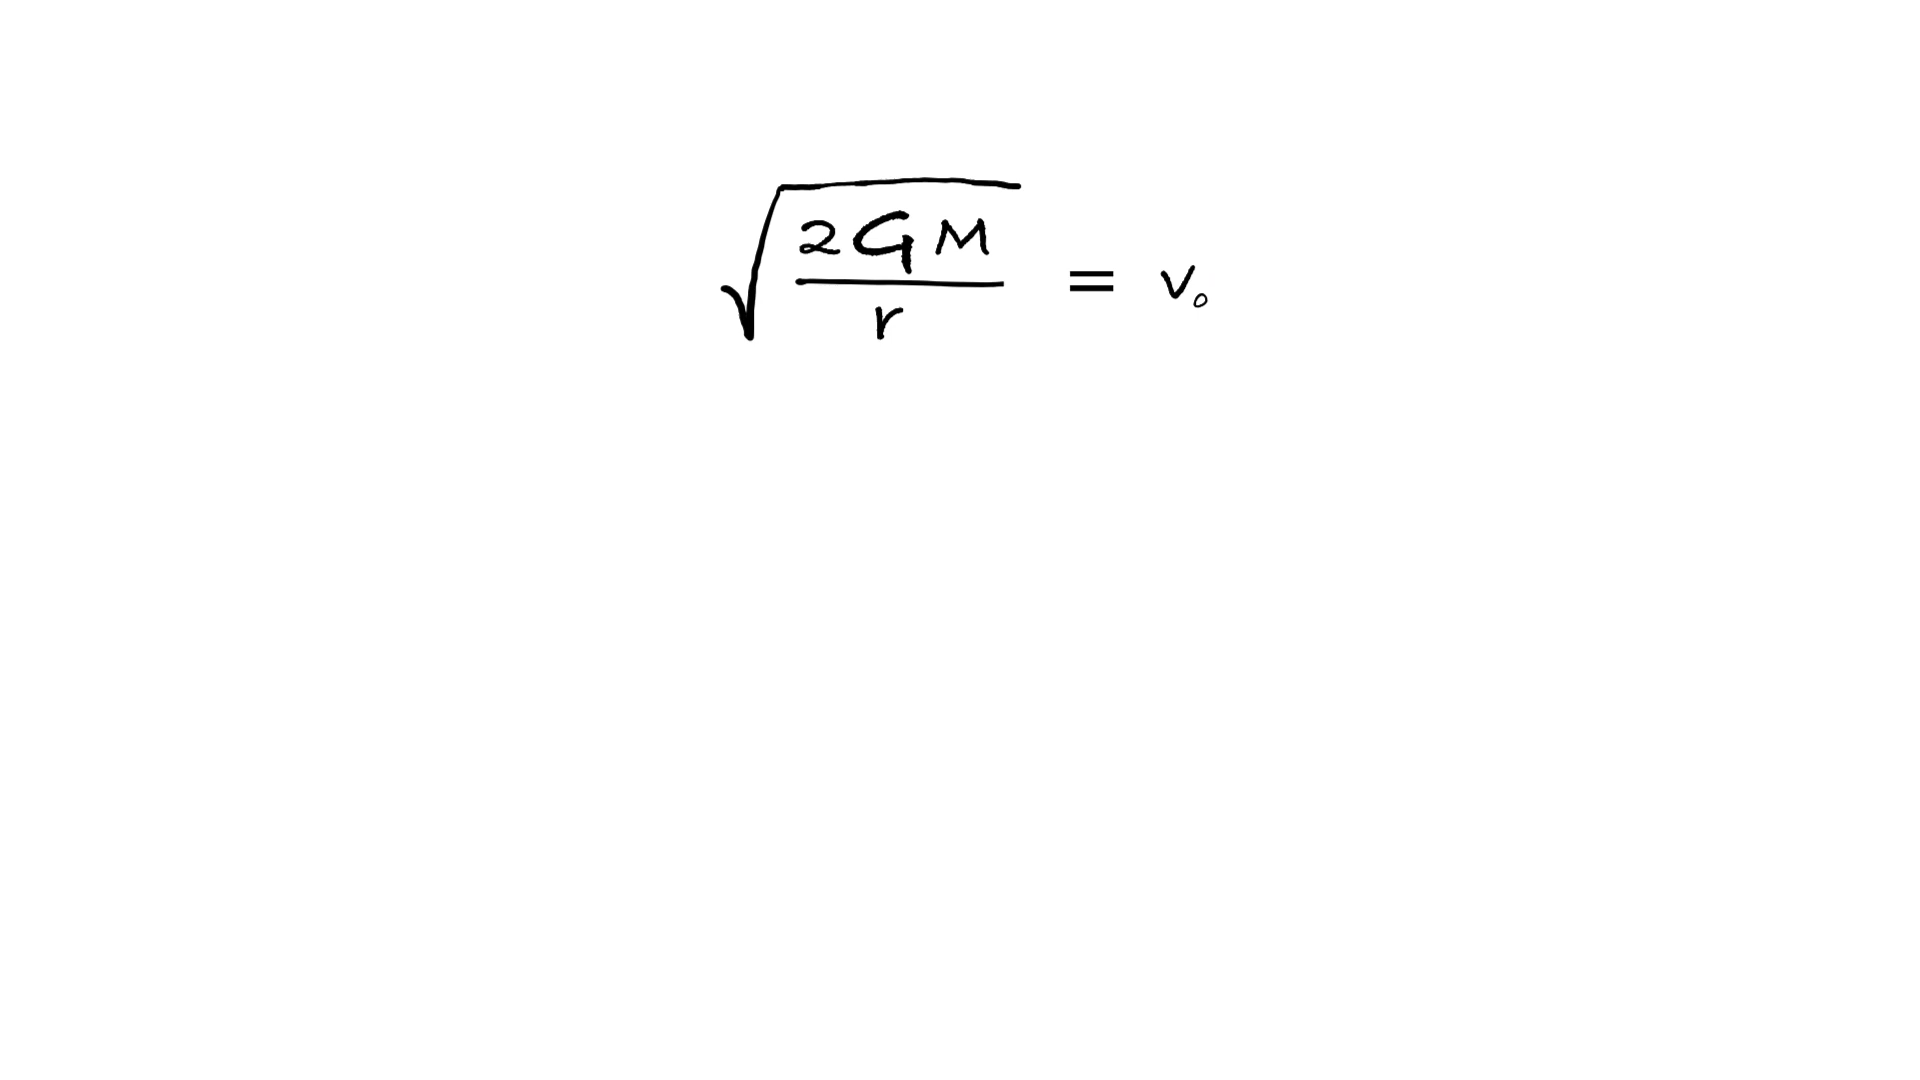 √(2GM/r) = v₀